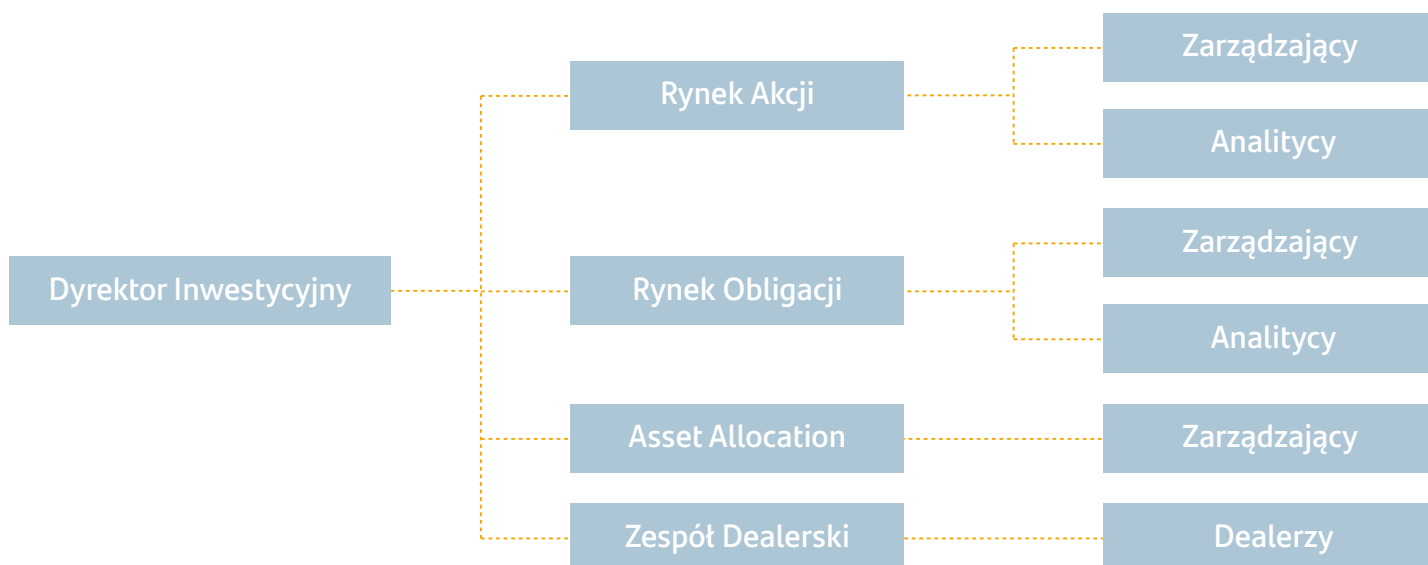 Dyrektor Inwestycyjny
Rynek Akcji
Zarządzający
Analitycy
Rynek Obligacji
Zarządzający
Analitycy
Asset Allocation
Zarządzający
Zespół Dealerski
Dealerzy